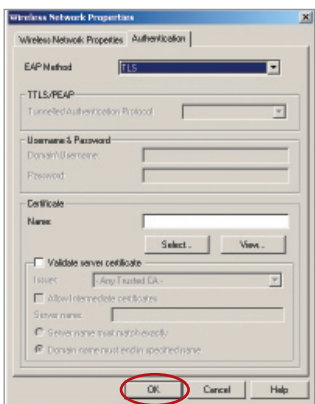 Wireless Network Properties
Wireless Network Properties Authentication
EAP Method TLS
TTLS/PEAP
Tunnelled Authentication Protocol
Username & Password
Domain\Username:
Password:
Certificate
Name:
Select... View...
Validate server certificate
Issuer: - Any Trusted CA -
Allow intermediate certificates
Server name:
Server name must match exactly
Domain name must end in specified name
OK Cancel Help